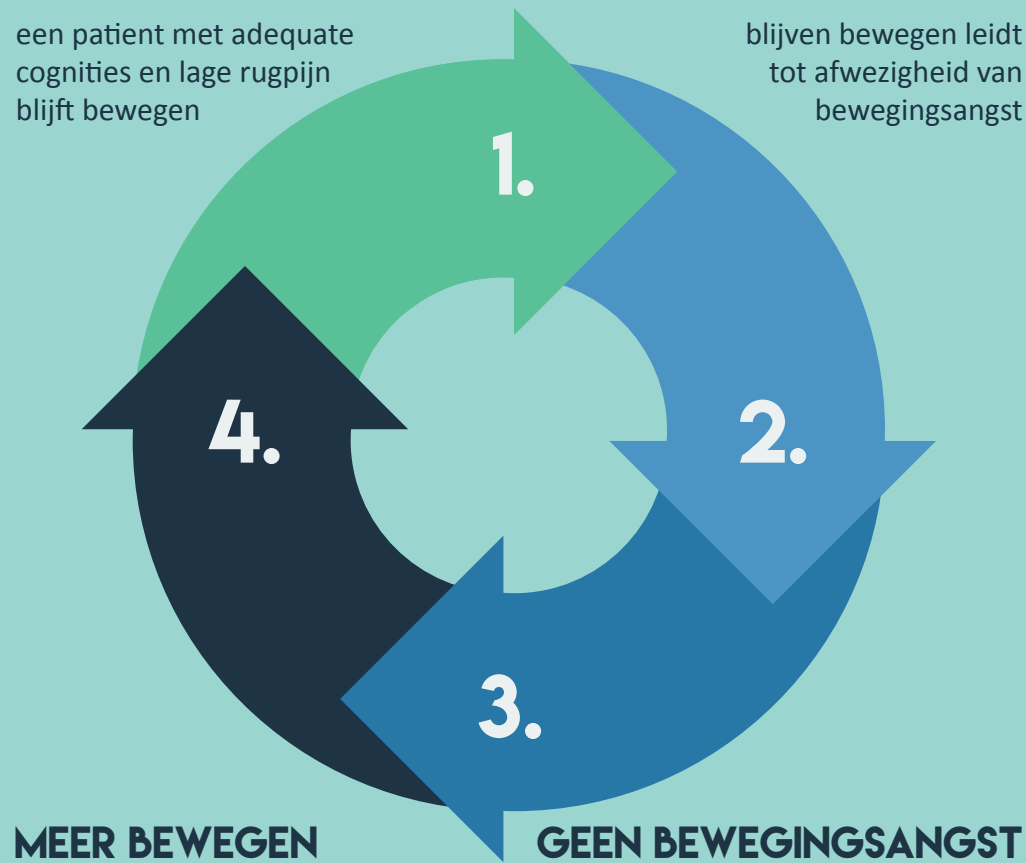 een patient met adequate
cognities en lage rugpijn
blijft bewegen
blijven bewegen leidt
tot afwezigheid van
bewegingsangst
1.
2.
3.
4.
MEER BEWEGEN
GEEN BEWEGINGSANGST